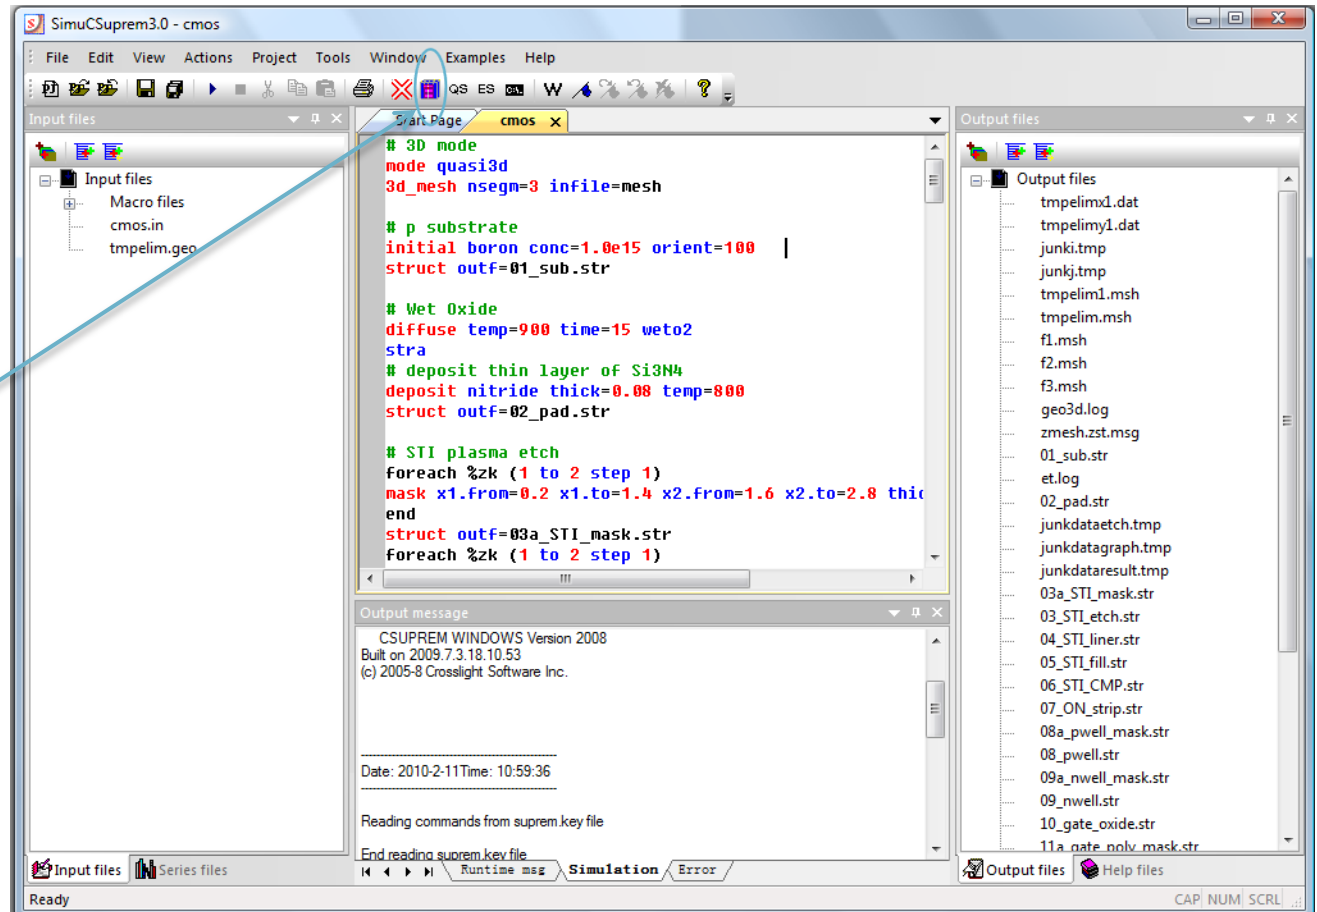 SimuCSuprem3.0 - cmos
File Edit View Actions Project Tools Window Examples Help
QS ES W ?
Input files
Start Page cmos x
Output files
Input files
Macro files
cmos.in
tmpelim.geo
# 3D mode
mode quasi3d
3d_mesh nsegm=3 infile=mesh
# p substrate
initial boron conc=1.0e15 orient=100
struct outf=01_sub.str
# Wet Oxide
diffuse temp=900 time=15 weto2
stra
# deposit thin layer of Si3N4
deposit nitride thick=0.08 temp=800
struct outf=02_pad.str
# STI plasma etch
foreach %zk (1 to 2 step 1)
mask x1.from=0.2 x1.to=1.4 x2.from=1.6 x2.to=2.8 thic
end
struct outf=03a_STI_mask.str
foreach %zk (1 to 2 step 1)
Output message
CSUPREM WINDOWS Version 2008
Built on 2009.7.3.18.10.53
(c) 2005-8 Crosslight Software Inc.
--------------------------------------------------
Date: 2010-2-11Time: 10:59:36
--------------------------------------------------
Reading commands from suprem.key file
End reading suprem.key file
Runtime msg Simulation Error
Output files
tmpelimx1.dat
tmpelimy1.dat
junki.tmp
junkj.tmp
tmpelim1.msh
tmpelim.msh
f1.msh
f2.msh
f3.msh
geo3d.log
zmesh.zst.msg
01_sub.str
et.log
02_pad.str
junkdataetch.tmp
junkdatagraph.tmp
junkdataresult.tmp
03a_STI_mask.str
03_STI_etch.str
04_STI_liner.str
05_STI_fill.str
06_STI_CMP.str
07_ON_strip.str
08a_pwell_mask.str
08_pwell.str
09a_nwell_mask.str
09_nwell.str
10_gate_oxide.str
11a_gate_poly_mask.str
Input files Series files
Output files Help files
Ready
CAP NUM SCRL